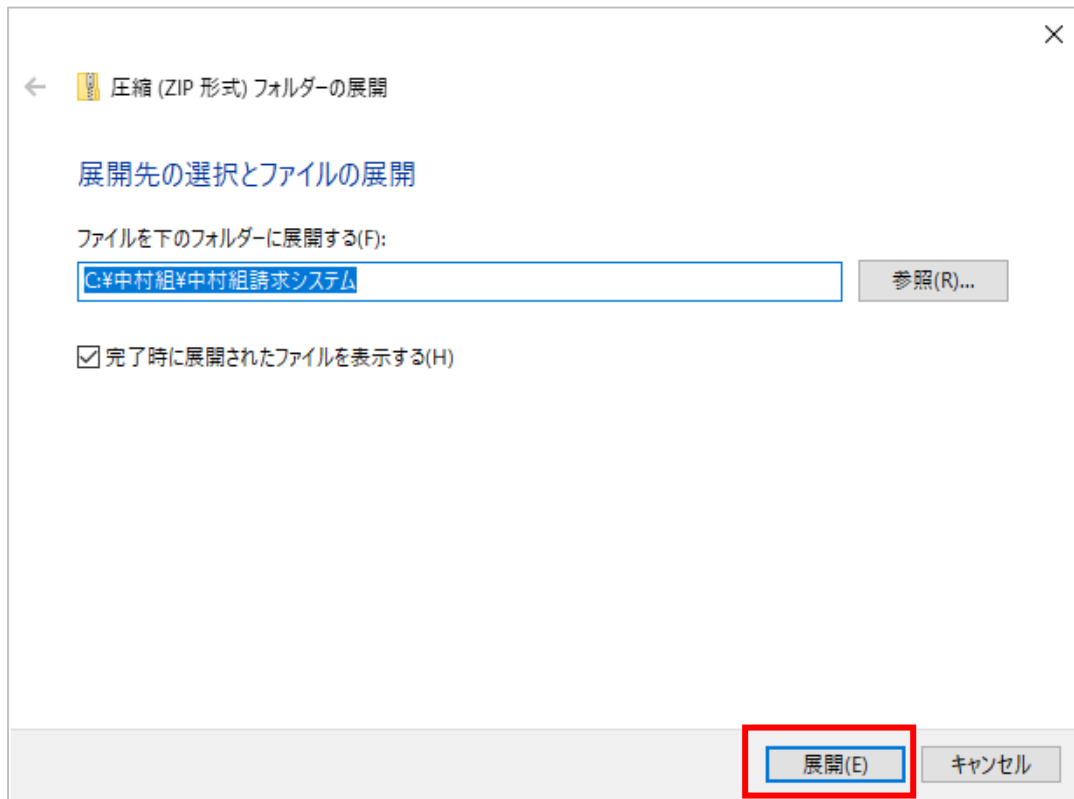 圧縮 (ZIP 形式) フォルダーの展開
展開先の選択とファイルの展開
ファイルを下のフォルダーに展開する(F):
C:¥中村組¥中村組請求システム
参照(R)...
完了時に展開されたファイルを表示する(H)
展開(E)
キャンセル